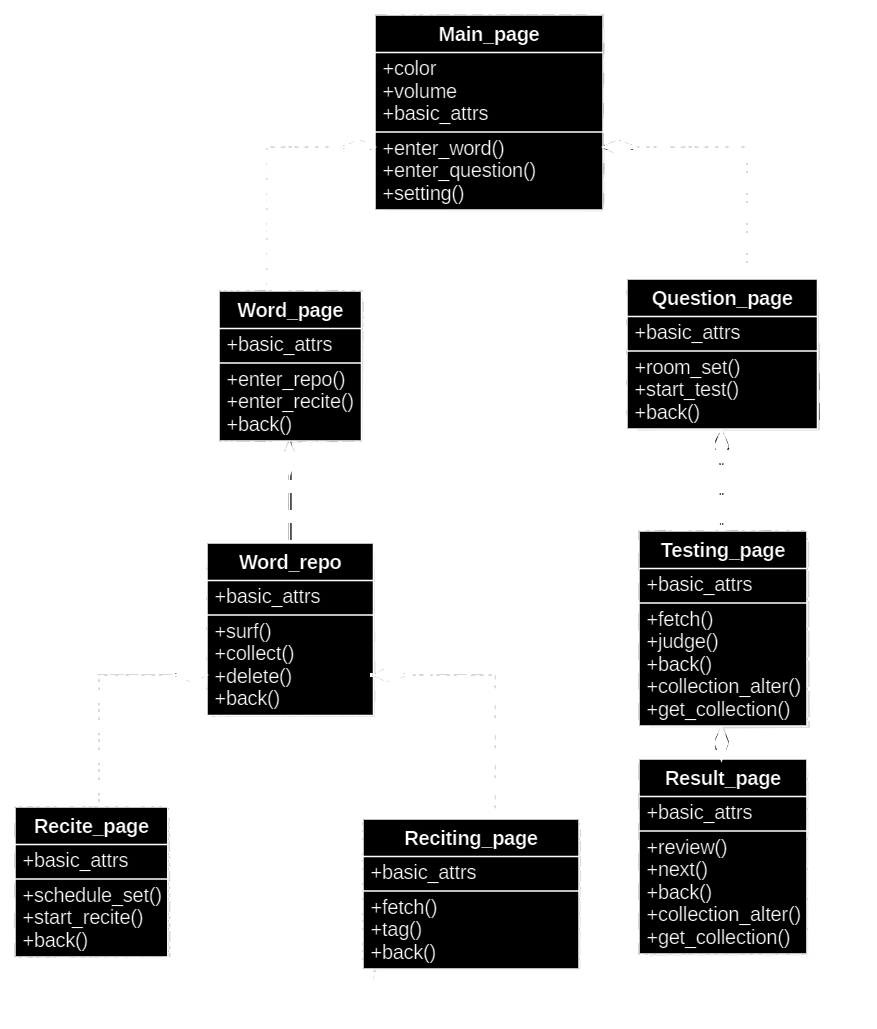 Main_page
+color
+volume
+basic_attrs
+enter_word()
+enter_question()
+setting()
Word_page
+basic_attrs
+enter_repo()
+enter_recite()
+back()
Question_page
+basic_attrs
+room_set()
+start_test()
+back()
Word_repo
+basic_attrs
+surf()
+collect()
+delete()
+back()
Testing_page
+basic_attrs
+fetch()
+judge()
+back()
+collection_alter()
+get_collection()
Recite_page
+basic_attrs
+schedule_set()
+start_recite()
+back()
Reciting_page
+basic_attrs
+fetch()
+tag()
+back()
Result_page
+basic_attrs
+review()
+next()
+back()
+collection_alter()
+get_collection()